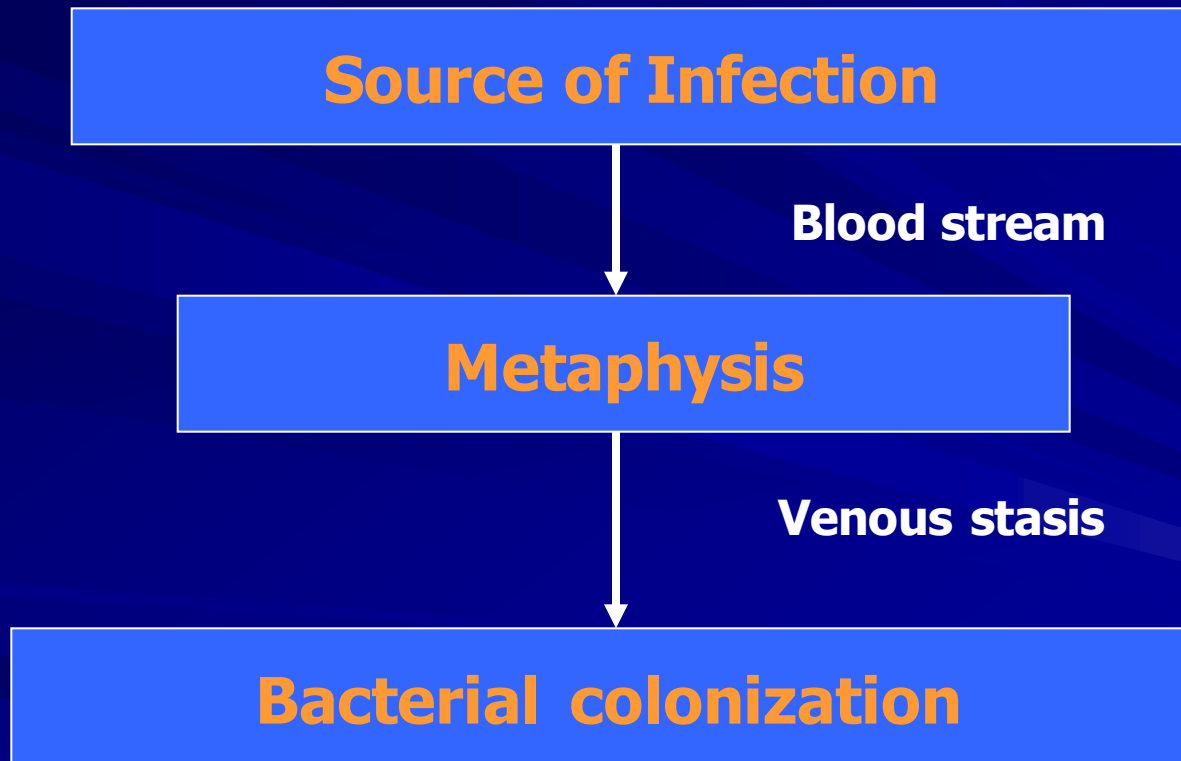 Source of Infection
Blood stream
Metaphysis
Venous stasis
Bacterial colonization